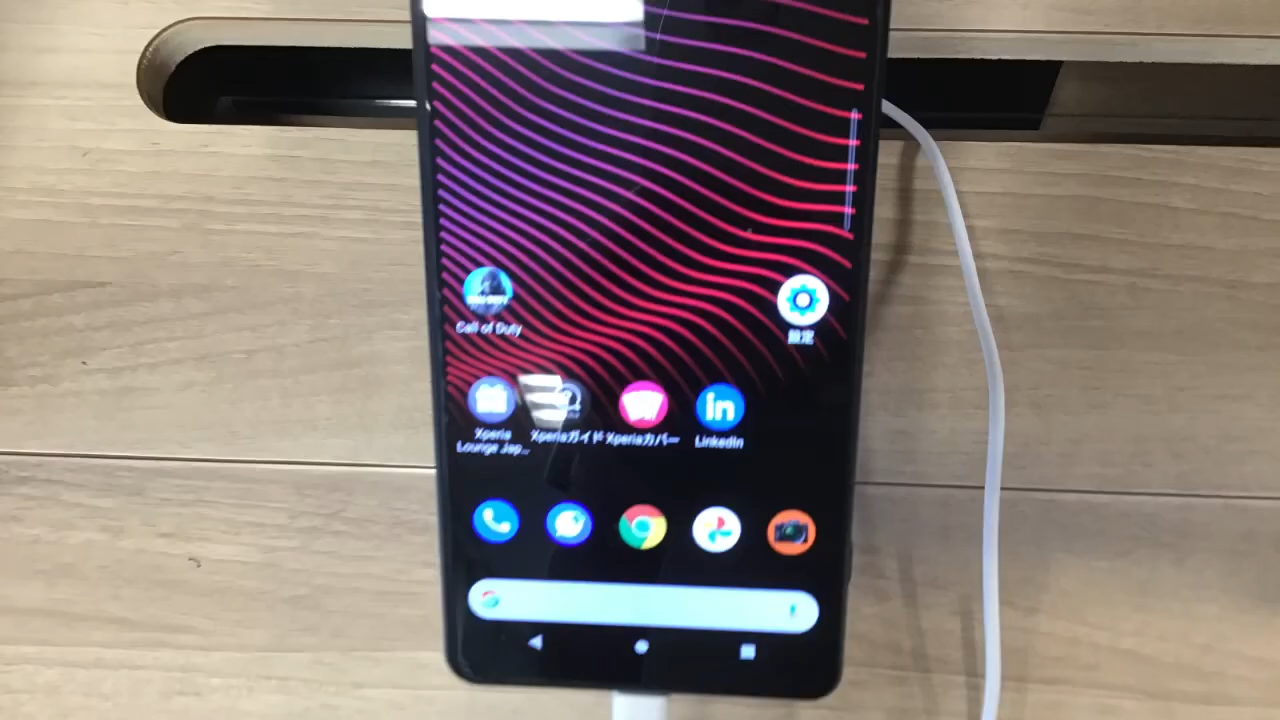 Call of Duty
設定
Xperia
Lounge Jap...
Xperiaガイド
Xperiaカバー
LinkedIn
in